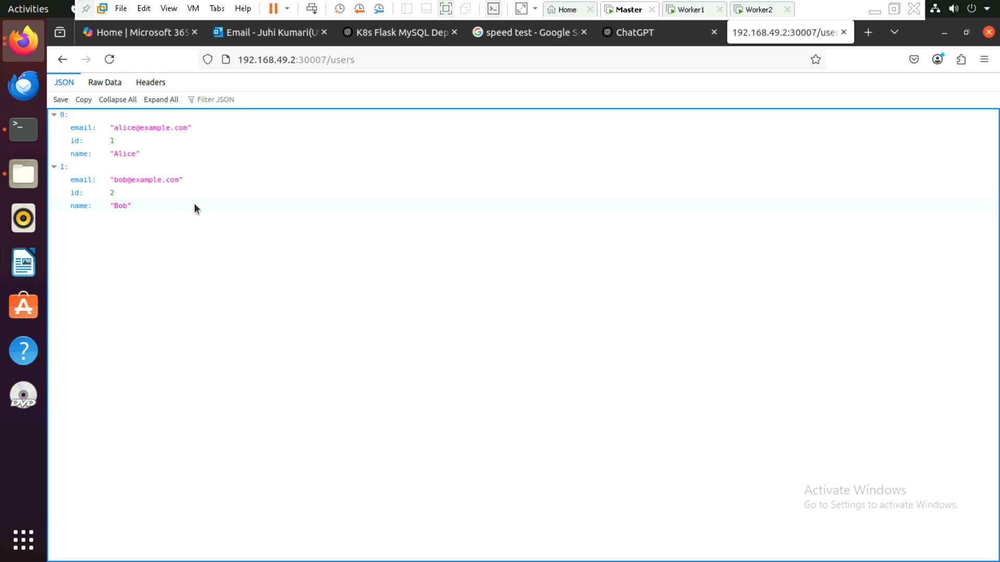 Activities File Edit View VM Tabs Help Home Master Worker1 Worker2
Home | Microsoft 365 Email - Juhi Kumari(U K8s Flask MySQL Dep speed test - Google S ChatGPT 192.168.49.2:30007/user
192.168.49.2:30007/users
JSON Raw Data Headers
Save Copy Collapse All Expand All Filter JSON
0:
email: "alice@example.com"
id: 1
name: "Alice"
1:
email: "bob@example.com"
id: 2
name: "Bob"
DVD
Activate Windows
Go to Settings to activate Windows.